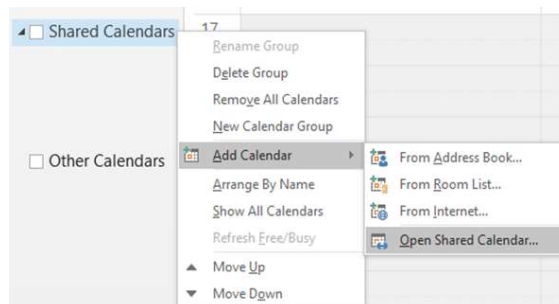 Shared Calendars
17
Rename Group
Delete Group
Remove All Calendars
New Calendar Group
Other Calendars
Add Calendar
From Address Book...
Arrange By Name
From Room List...
Show All Calendars
From Internet...
Refresh Free/Busy
Open Shared Calendar...
Move Up
Move Down